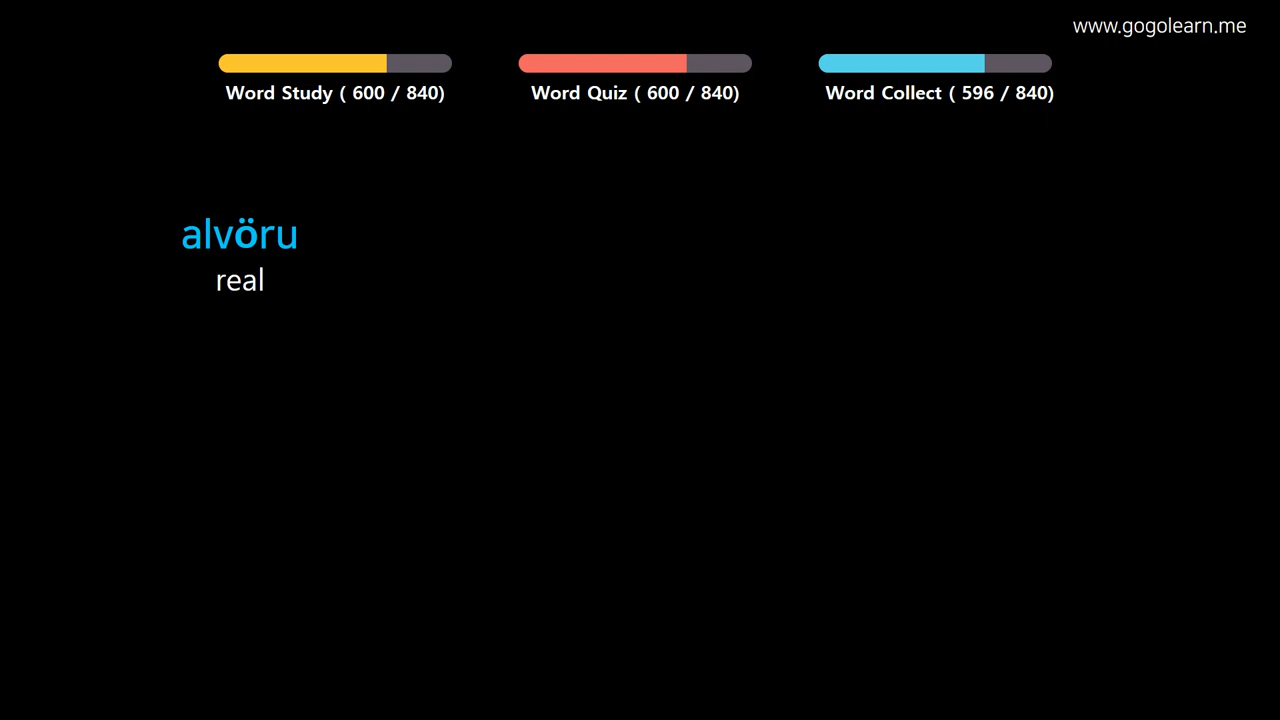 www.gogolearn.me
Word Study ( 600 / 840)
Word Quiz ( 600 / 840)
Word Collect ( 596 / 840)
alvöru
real